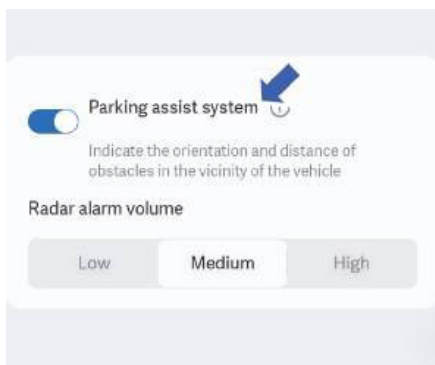 Parking assist system
Indicate the orientation and distance of
obstacles in the vicinity of the vehicle
Radar alarm volume
Low Medium High